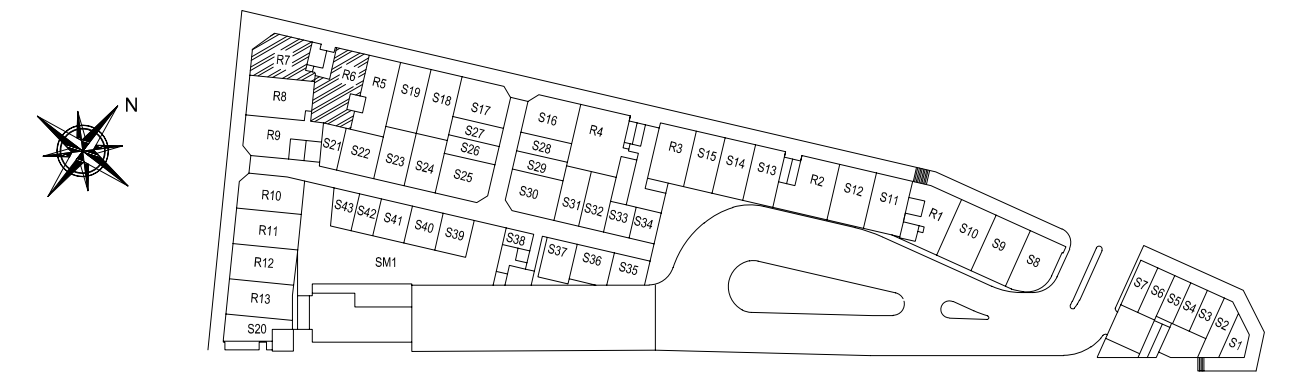 N
R7
R6
R5
S19
S18
S17
R8
S27
S26
R9
S21
S22
S23
S24
S25
S16
R4
S28
S29
S30
S31
S32
S33
S34
R3
S15
S14
S13
R2
S12
S11
R1
S10
S9
S8
R10
R11
R12
R13
S20
S43
S42
S41
S40
S39
SM1
S38
S37
S36
S35
S7
S6
S5
S4
S3
S2
S1